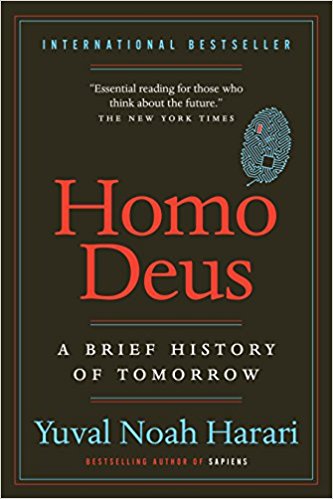 INTERNATIONAL BESTSELLER
"Essential reading for those who
think about the future."
THE NEW YORK TIMES
Homo
Deus
A BRIEF HISTORY
OF TOMORROW
Yuval Noah Harari
BESTSELLING AUTHOR OF SAPIENS